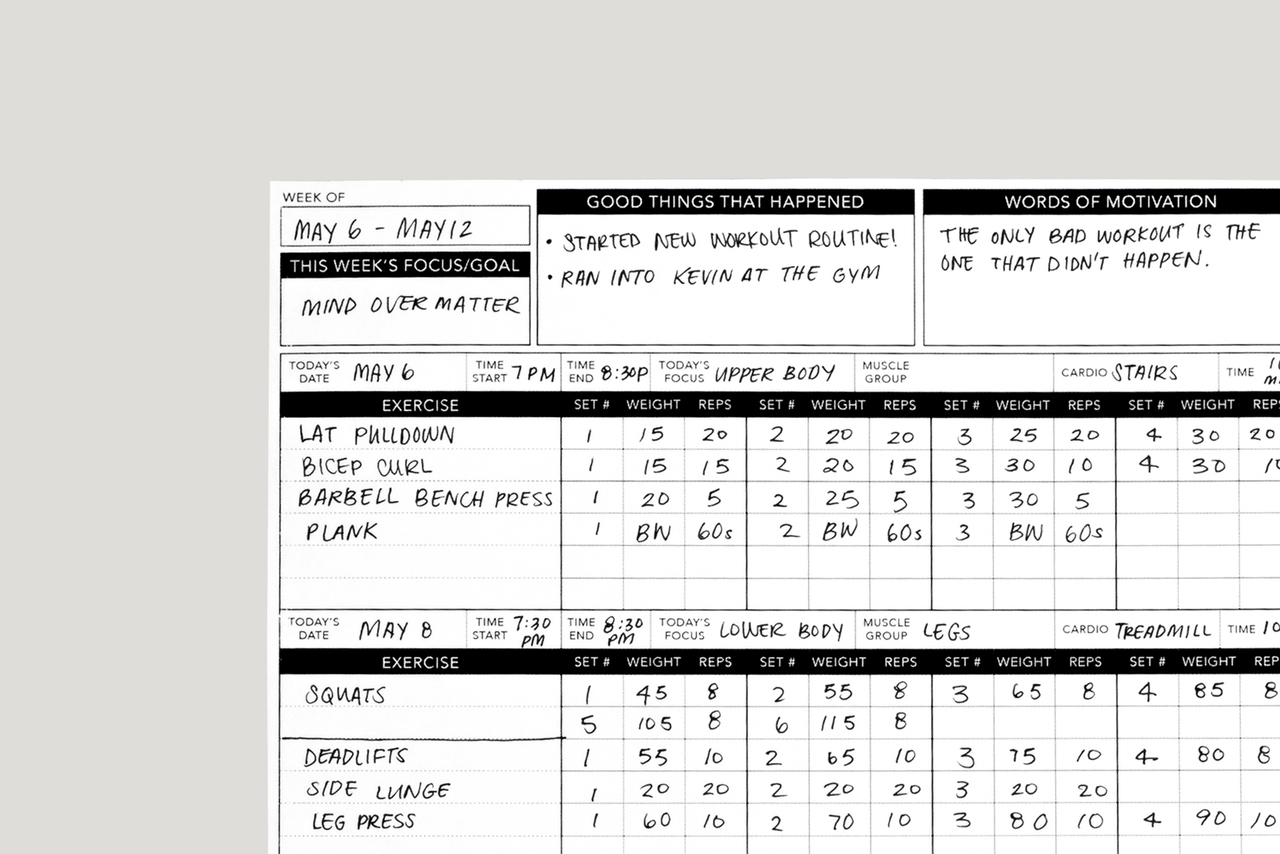 WEEK OF
MAY 6 - MAY 12
THIS WEEK'S FOCUS/GOAL
MIND OVER MATTER
GOOD THINGS THAT HAPPENED
• STARTED NEW WORKOUT ROUTINE!
• RAN INTO KEVIN AT THE GYM
WORDS OF MOTIVATION
THE ONLY BAD WORKOUT IS THE
ONE THAT DIDN'T HAPPEN.
TODAY'S DATE MAY 6 TIME START 7 PM TIME END 8:30P TODAY'S FOCUS UPPER BODY MUSCLE GROUP CARDIO STAIRS TIME
EXERCISE SET # WEIGHT REPS SET # WEIGHT REPS SET # WEIGHT REPS SET # WEIGHT REPS
LAT PULLDOWN 1 15 20 2 20 20 3 25 20 4 30 20
BICEP CURL 1 15 15 2 20 15 3 30 10 4 30 10
BARBELL BENCH PRESS 1 20 5 2 25 5 3 30 5
PLANK 1 BW 60s 2 BW 60s 3 BW 60s
TODAY'S DATE MAY 8 TIME START 7:30 PM TIME END 8:30 PM TODAY'S FOCUS LOWER BODY MUSCLE GROUP LEGS CARDIO TREADMILL TIME 10
EXERCISE SET # WEIGHT REPS SET # WEIGHT REPS SET # WEIGHT REPS SET # WEIGHT REP
SQUATS 1 45 8 2 55 8 3 65 8 4 85 8
5 105 8 6 115 8
DEADLIFTS 1 55 10 2 65 10 3 75 10 4 80 8
SIDE LUNGE 1 20 20 2 20 20 3 20 20
LEG PRESS 1 60 10 2 70 10 3 80 10 4 90 10